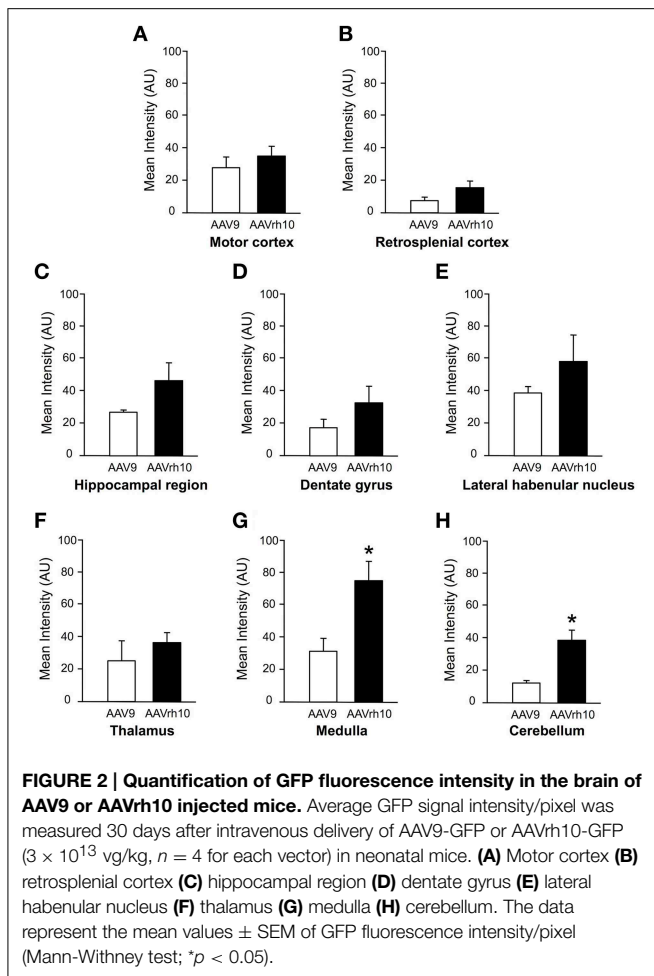 A
B
100
80
60
40
20
0
Mean Intensity (AU)
AAV9 AAVrh10
Motor cortex
100
80
60
40
20
0
Mean Intensity (AU)
AAV9 AAVrh10
Retrosplenial cortex
C
D
E
100
80
60
40
20
0
Mean Intensity (AU)
AAV9 AAVrh10
Hippocampal region
100
80
60
40
20
0
Mean Intensity (AU)
AAV9 AAVrh10
Dentate gyrus
100
80
60
40
20
0
Mean Intensity (AU)
AAV9 AAVrh10
Lateral habenular nucleus
F
G
H
100
80
60
40
20
0
Mean Intensity (AU)
AAV9 AAVrh10
Thalamus
100
80
60
40
20
0
Mean Intensity (AU)
*
AAV9 AAVrh10
Medulla
100
80
60
40
20
0
Mean Intensity (AU)
*
AAV9 AAVrh10
Cerebellum
FIGURE 2 | Quantification of GFP fluorescence intensity in the brain of
AAV9 or AAVrh10 injected mice. Average GFP signal intensity/pixel was
measured 30 days after intravenous delivery of AAV9-GFP or AAVrh10-GFP
(3 × 10¹³ vg/kg, n = 4 for each vector) in neonatal mice. (A) Motor cortex (B)
retrosplenial cortex (C) hippocampal region (D) dentate gyrus (E) lateral
habenular nucleus (F) thalamus (G) medulla (H) cerebellum. The data
represent the mean values ± SEM of GFP fluorescence intensity/pixel
(Mann-Withney test; *p < 0.05).